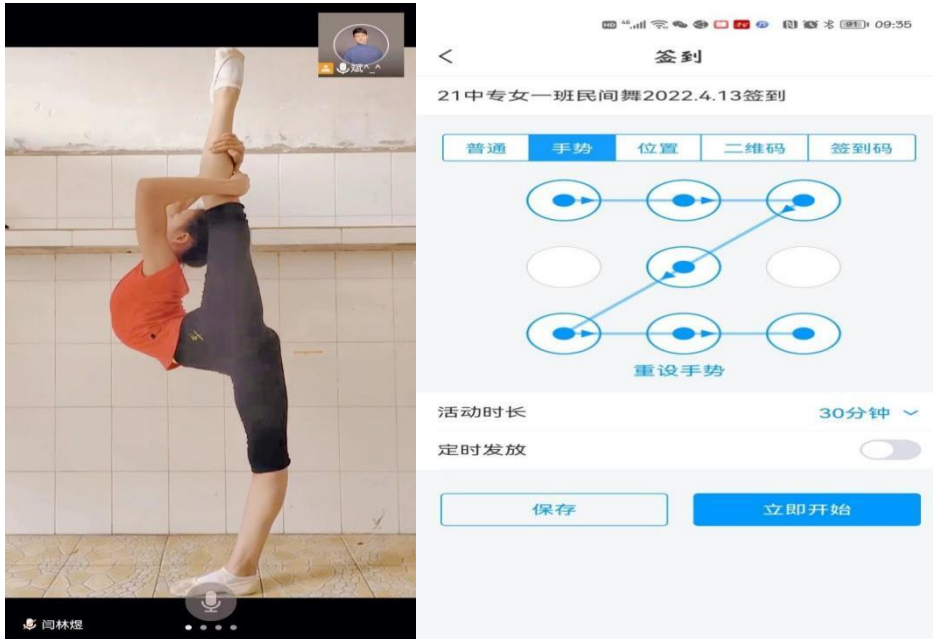 斌^_^
闫林煜
HD 4G 91 09:35
签到
21中专女一班民间舞2022.4.13签到
普通 手势 位置 二维码 签到码
重设手势
活动时长 30分钟
定时发放
保存 立即开始